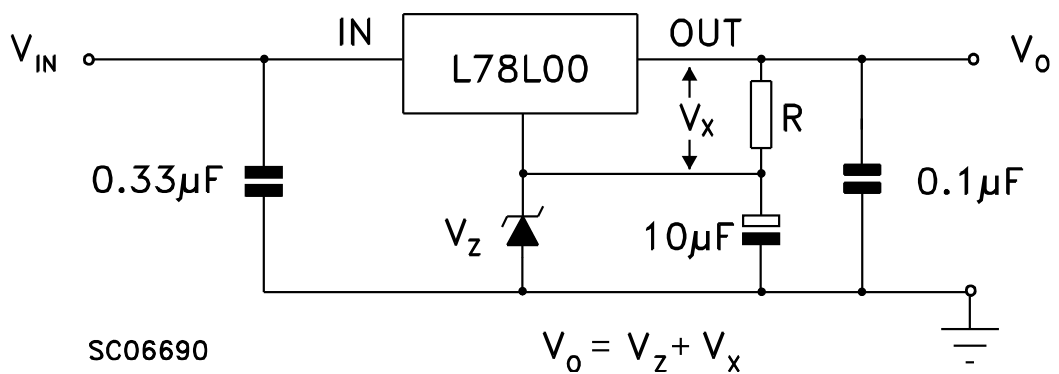 IN
OUT
V_IN
L78L00
V_O
V_X
R
0.33µF
0.1µF
V_Z
10µF
SC06690
V_O = V_Z + V_X